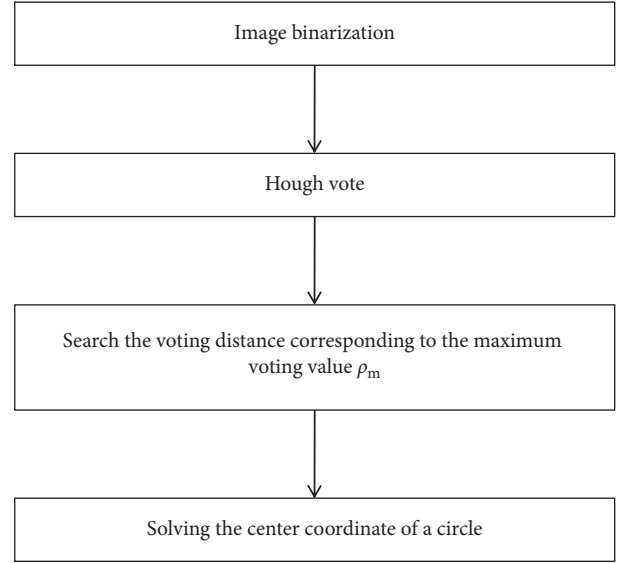 Image binarization
Hough vote
Search the voting distance corresponding to the maximum
voting value ρm
Solving the center coordinate of a circle